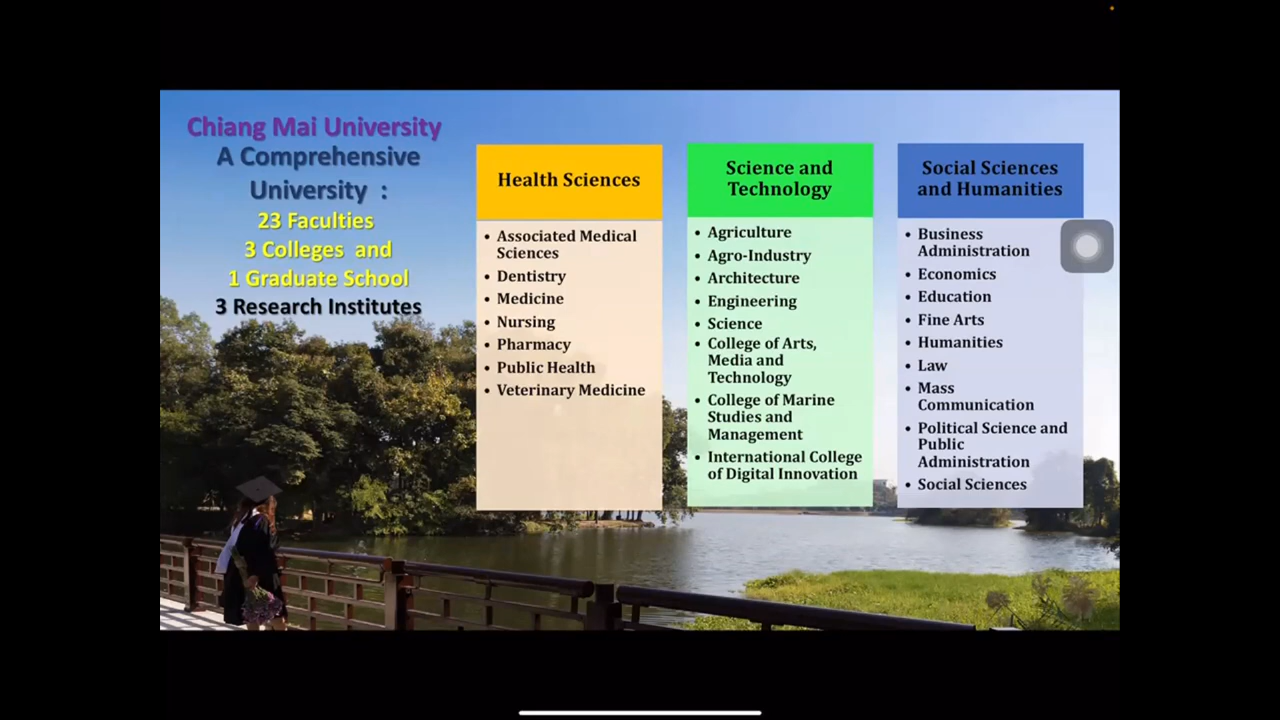 Chiang Mai University
A Comprehensive
University :
23 Faculties
3 Colleges and
1 Graduate School
3 Research Institutes
Health Sciences
• Associated Medical
Sciences
• Dentistry
• Medicine
• Nursing
• Pharmacy
• Public Health
• Veterinary Medicine
Science and
Technology
• Agriculture
• Agro-Industry
• Architecture
• Engineering
• Science
• College of Arts,
Media and
Technology
• College of Marine
Studies and
Management
• International College
of Digital Innovation
Social Sciences
and Humanities
• Business
Administration
• Economics
• Education
• Fine Arts
• Humanities
• Law
• Mass
Communication
• Political Science and
Public
Administration
• Social Sciences